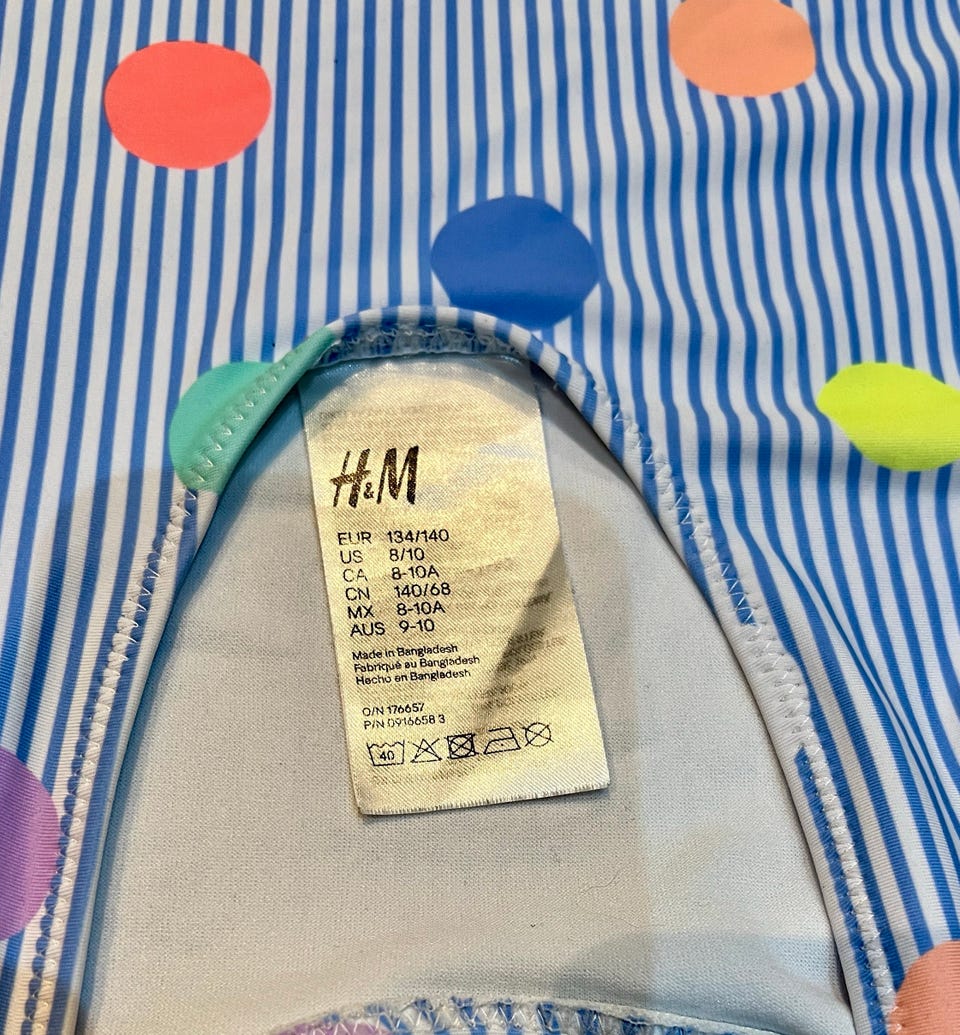 H&M
EUR 134/140
US 8/10
CA 8-10A
CN 140/68
MX 8-10A
AUS 9-10
Made in Bangladesh
Fabriqué au Bangladesh
Hecho en Bangladesh
O/N 176657
P/N 0916658 3
40